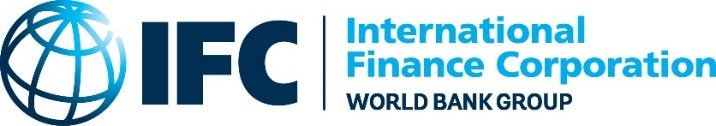 IFC
International
Finance Corporation
WORLD BANK GROUP